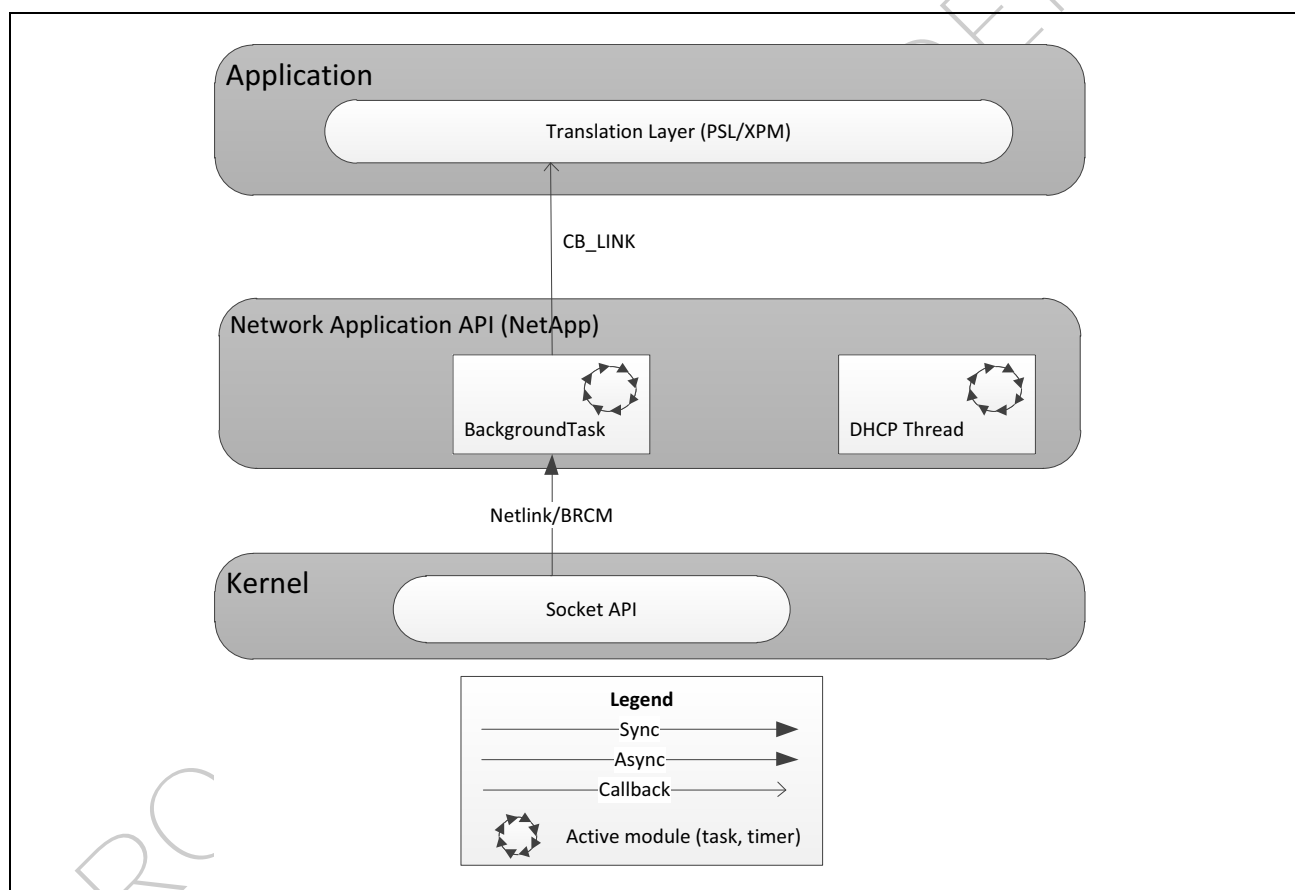 Application
Translation Layer (PSL/XPM)
CB_LINK
Network Application API (NetApp)
BackgroundTask
DHCP Thread
Netlink/BRCM
Kernel
Socket API
Legend
Sync
Async
Callback
Active module (task, timer)